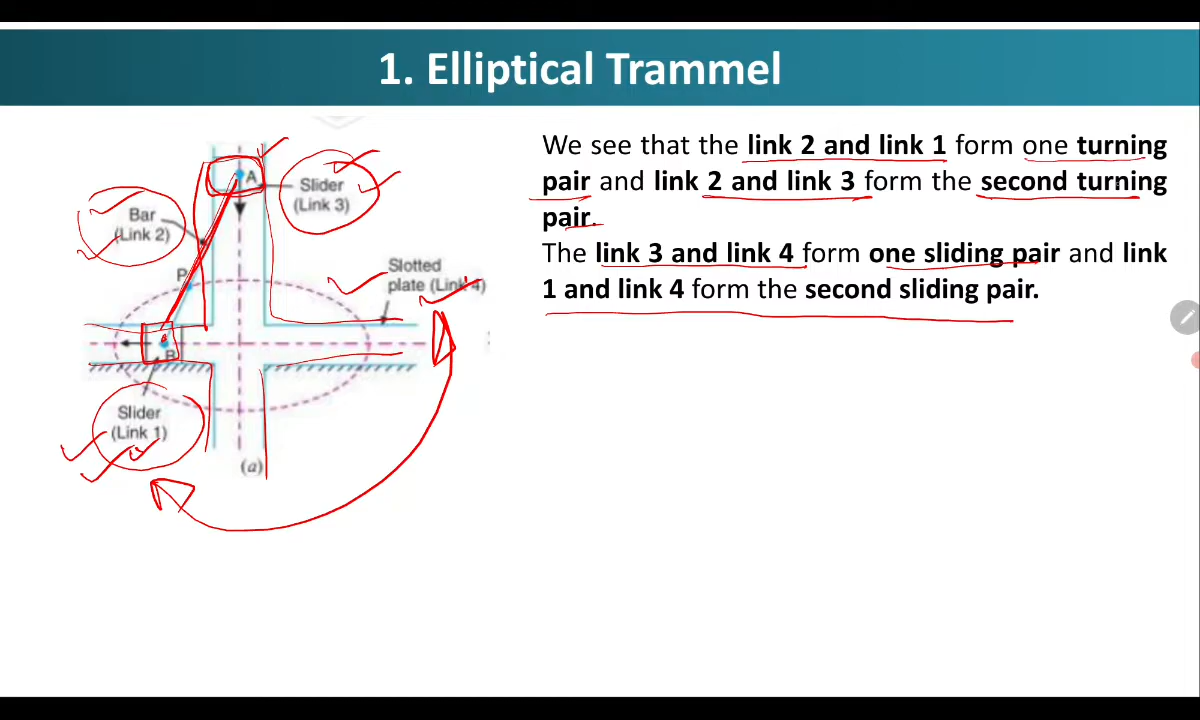 1. Elliptical Trammel
We see that the link 2 and link 1 form one turning
pair and link 2 and link 3 form the second turning
pair.
The link 3 and link 4 form one sliding pair and link
1 and link 4 form the second sliding pair.
A
Slider
(Link 3)
Bar
(Link 2)
P
Slotted
plate (Link 4)
B
Slider
(Link 1)
(a)